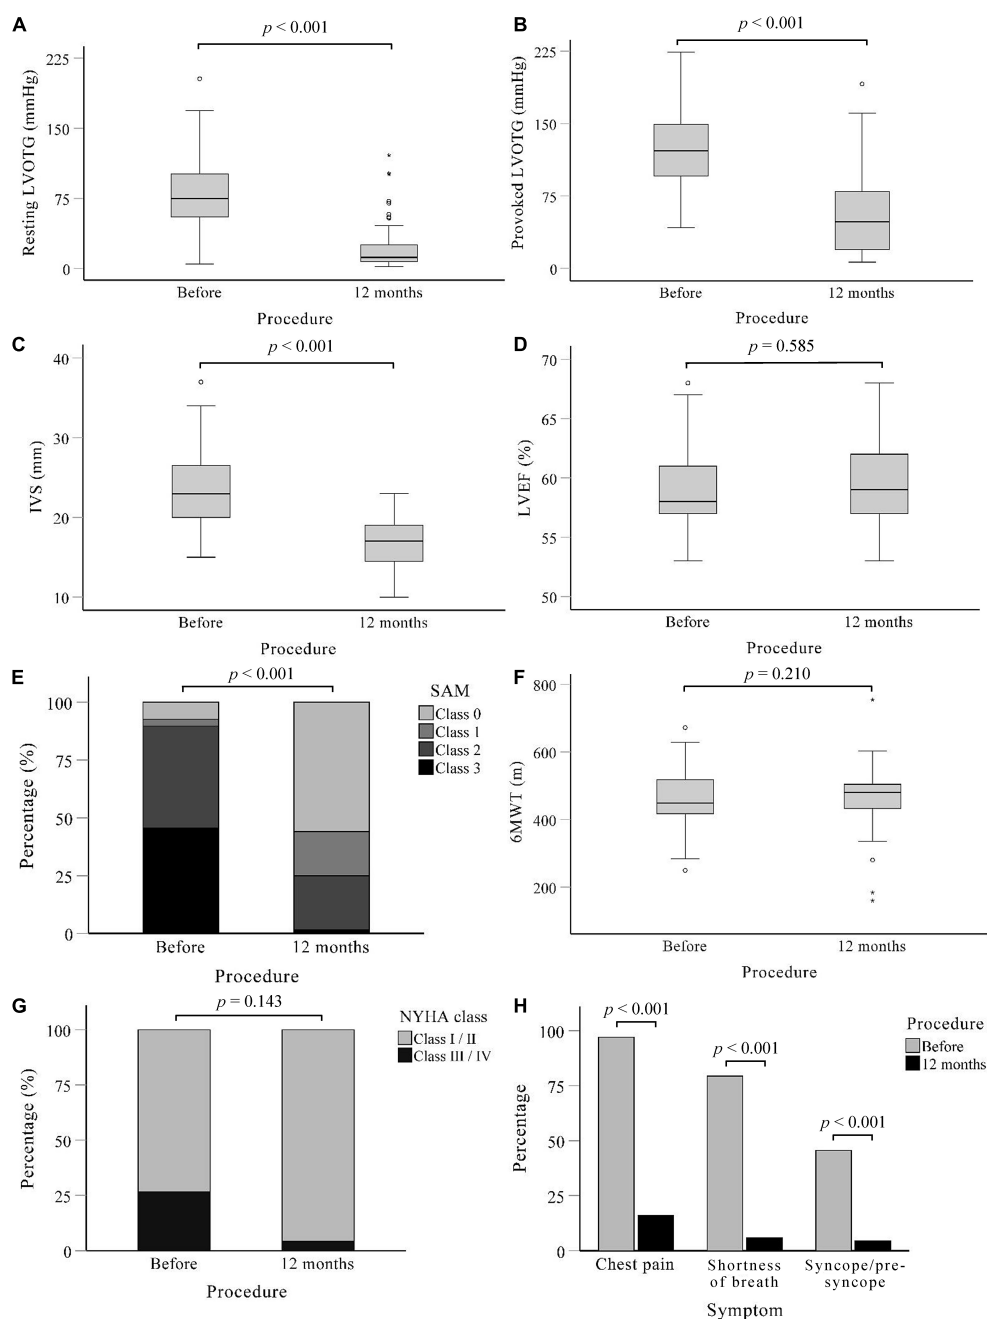 A
p < 0.001
Resting LVOTG (mmHg)
225
150
75
0
Before
12 months
Procedure
B
p < 0.001
Provoked LVOTG (mmHg)
225
150
75
0
Before
12 months
Procedure
C
p < 0.001
IVS (mm)
40
30
20
10
Before
12 months
Procedure
D
p = 0.585
LVEF (%)
70
65
60
55
50
Before
12 months
Procedure
E
p < 0.001
Percentage (%)
100
75
50
25
0
Before
12 months
Procedure
SAM
Class 0
Class 1
Class 2
Class 3
F
p = 0.210
6MWT (m)
800
600
400
200
Before
12 months
Procedure
G
p = 0.143
Percentage (%)
100
75
50
25
0
Before
12 months
Procedure
NYHA class
Class I / II
Class III / IV
H
p < 0.001
p < 0.001
p < 0.001
Percentage
100
75
50
25
0
Chest pain
Shortness
of breath
Syncope/pre-
syncope
Symptom
Procedure
Before
12 months